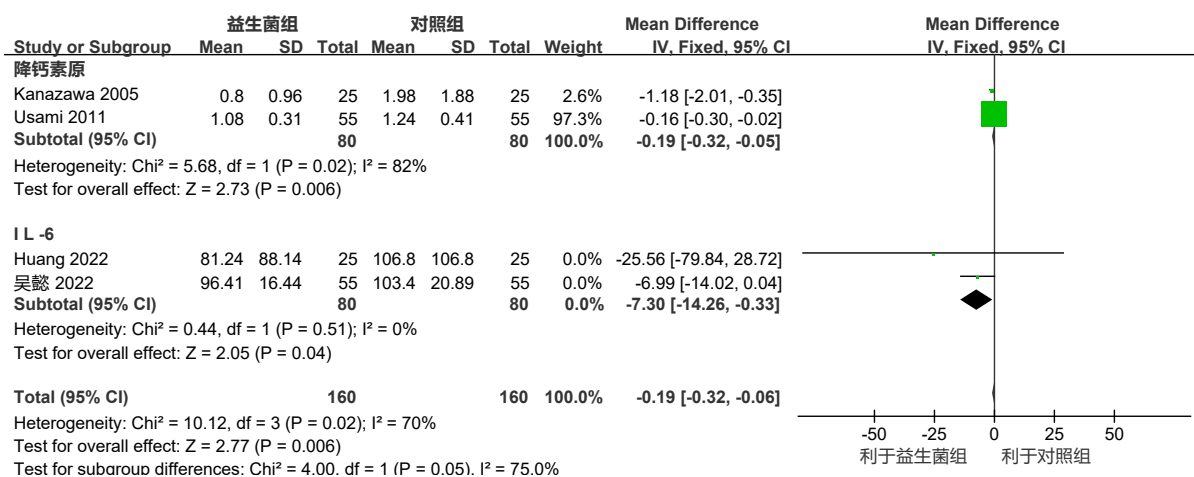 益生菌组 对照组 Mean Difference Mean Difference
Study or Subgroup Mean SD Total Mean SD Total Weight IV, Fixed, 95% CI IV, Fixed, 95% CI
降钙素原
Kanazawa 2005 0.8 0.96 25 1.98 1.88 25 2.6% -1.18 [-2.01, -0.35]
Usami 2011 1.08 0.31 55 1.24 0.41 55 97.3% -0.16 [-0.30, -0.02]
Subtotal (95% CI) 80 80 100.0% -0.19 [-0.32, -0.05]
Heterogeneity: Chi² = 5.68, df = 1 (P = 0.02); I² = 82%
Test for overall effect: Z = 2.73 (P = 0.006)
I L -6
Huang 2022 81.24 88.14 25 106.8 106.8 25 0.0% -25.56 [-79.84, 28.72]
吴懿 2022 96.41 16.44 55 103.4 20.89 55 0.0% -6.99 [-14.02, 0.04]
Subtotal (95% CI) 80 80 0.0% -7.30 [-14.26, -0.33]
Heterogeneity: Chi² = 0.44, df = 1 (P = 0.51); I² = 0%
Test for overall effect: Z = 2.05 (P = 0.04)
Total (95% CI) 160 160 100.0% -0.19 [-0.32, -0.06]
Heterogeneity: Chi² = 10.12, df = 3 (P = 0.02); I² = 70%
Test for overall effect: Z = 2.77 (P = 0.006)
Test for subgroup differences: Chi² = 4.00, df = 1 (P = 0.05), I² = 75.0%
-50 -25 0 25 50
利于益生菌组 利于对照组